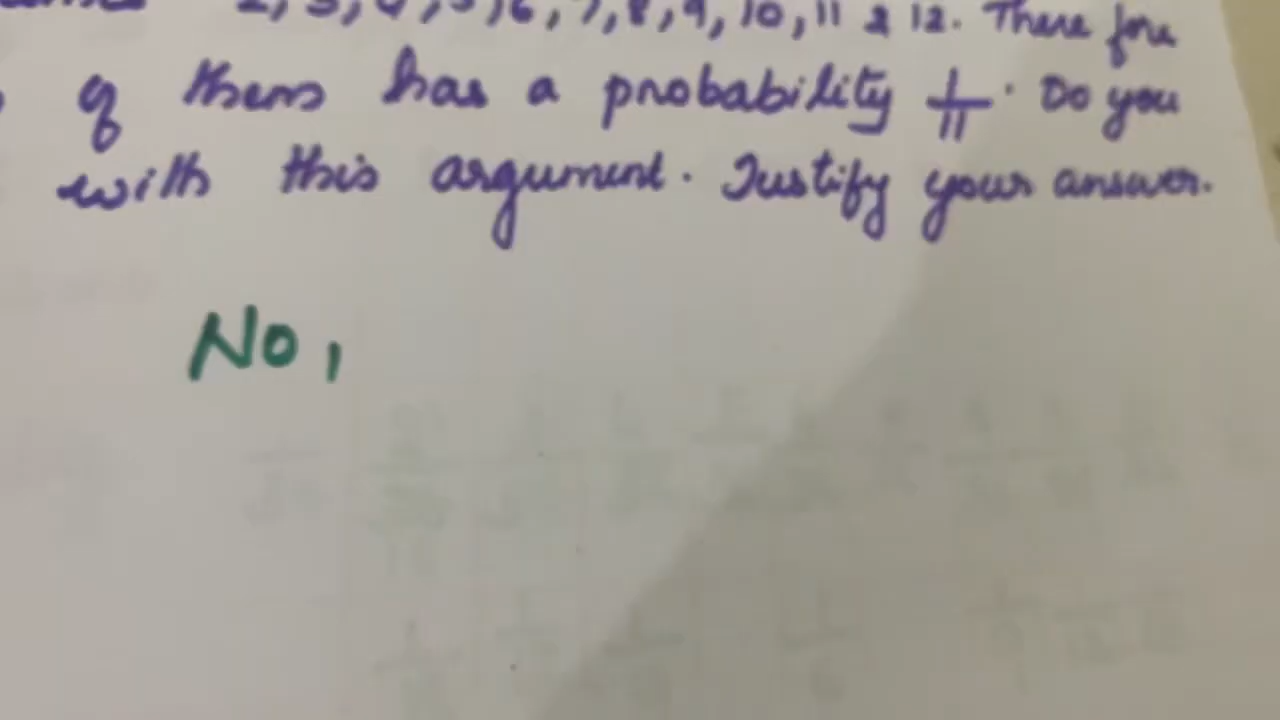 2, 3, 4, 5, 6, 7, 8, 9, 10, 11 & 12. There fore
of them has a probability 1/11. Do you
with this argument. Justify your answer.
No,